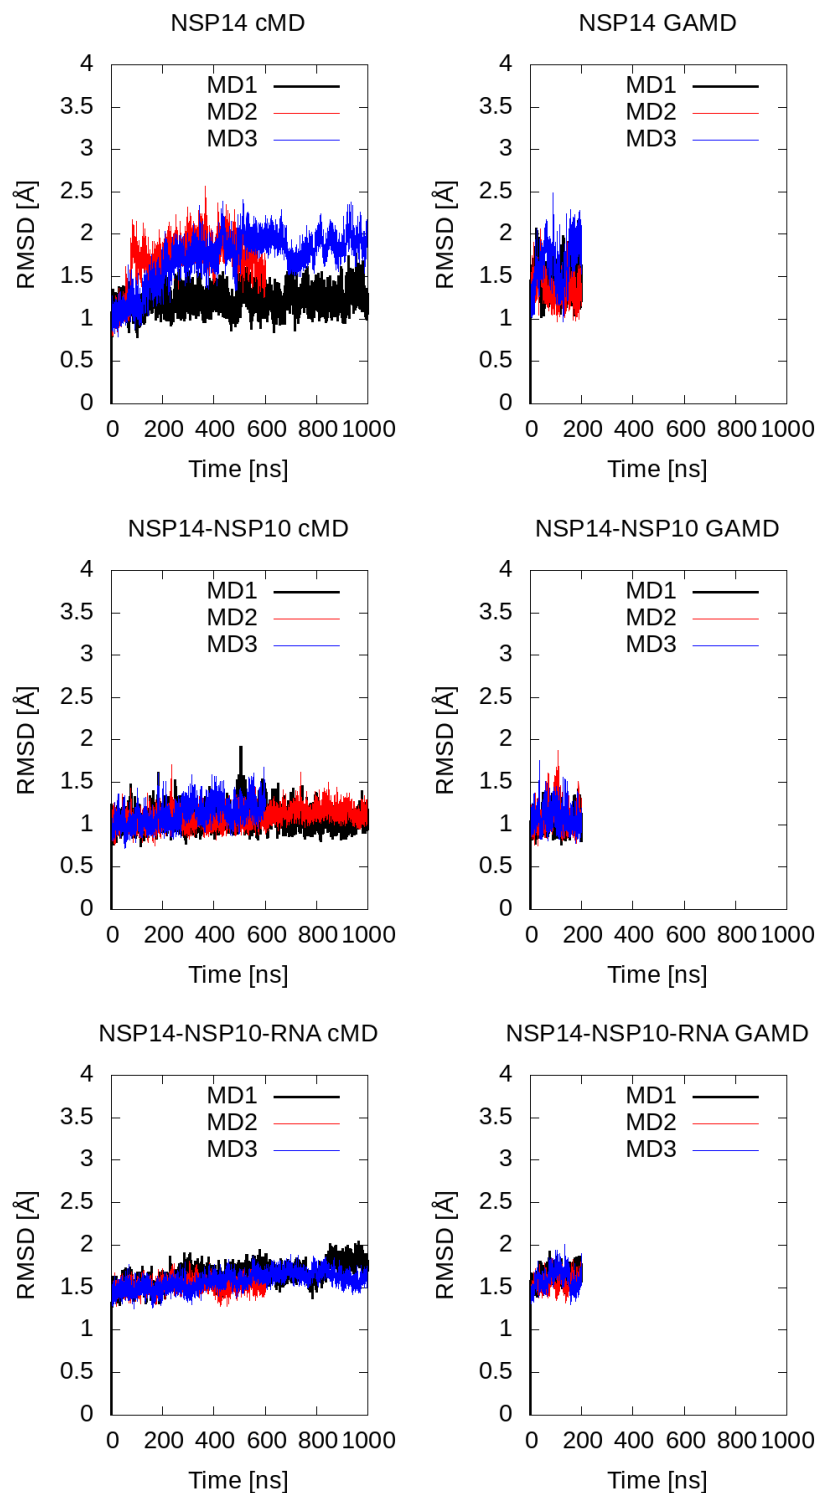 NSP14 cMD
NSP14 GAMD
4
3.5
3
2.5
2
1.5
1
0.5
0
RMSD [Å]
MD1
MD2
MD3
0 200 400 600 800 1000
Time [ns]
4
3.5
3
2.5
2
1.5
1
0.5
0
RMSD [Å]
MD1
MD2
MD3
0 200 400 600 800 1000
Time [ns]
NSP14-NSP10 cMD
NSP14-NSP10 GAMD
4
3.5
3
2.5
2
1.5
1
0.5
0
RMSD [Å]
MD1
MD2
MD3
0 200 400 600 800 1000
Time [ns]
4
3.5
3
2.5
2
1.5
1
0.5
0
RMSD [Å]
MD1
MD2
MD3
0 200 400 600 800 1000
Time [ns]
NSP14-NSP10-RNA cMD
NSP14-NSP10-RNA GAMD
4
3.5
3
2.5
2
1.5
1
0.5
0
RMSD [Å]
MD1
MD2
MD3
0 200 400 600 800 1000
Time [ns]
4
3.5
3
2.5
2
1.5
1
0.5
0
RMSD [Å]
MD1
MD2
MD3
0 200 400 600 800 1000
Time [ns]